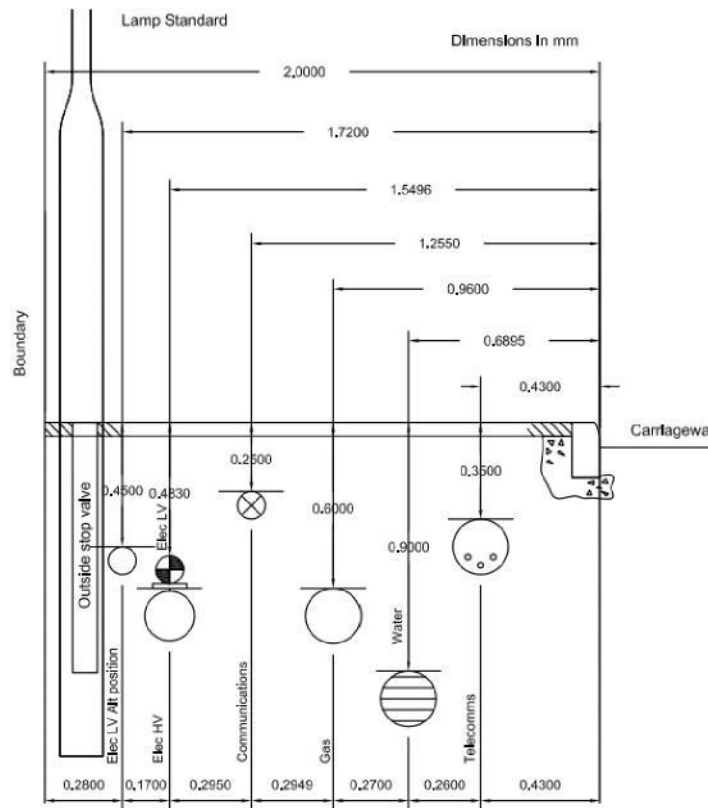 Lamp Standard
Dimensions in mm
2.0000
1.7200
1.5496
1.2550
0.9600
0.6895
0.4300
Boundary
Carriagewa
0.4500
0.4830
0.2500
0.6000
0.9000
0.3500
Outside stop valve
Elec LV
Elec LV Alt position
Elec HV
Communications
Gas
Water
Telecomms
0.2800
0.1700
0.2950
0.2949
0.2700
0.2600
0.4300